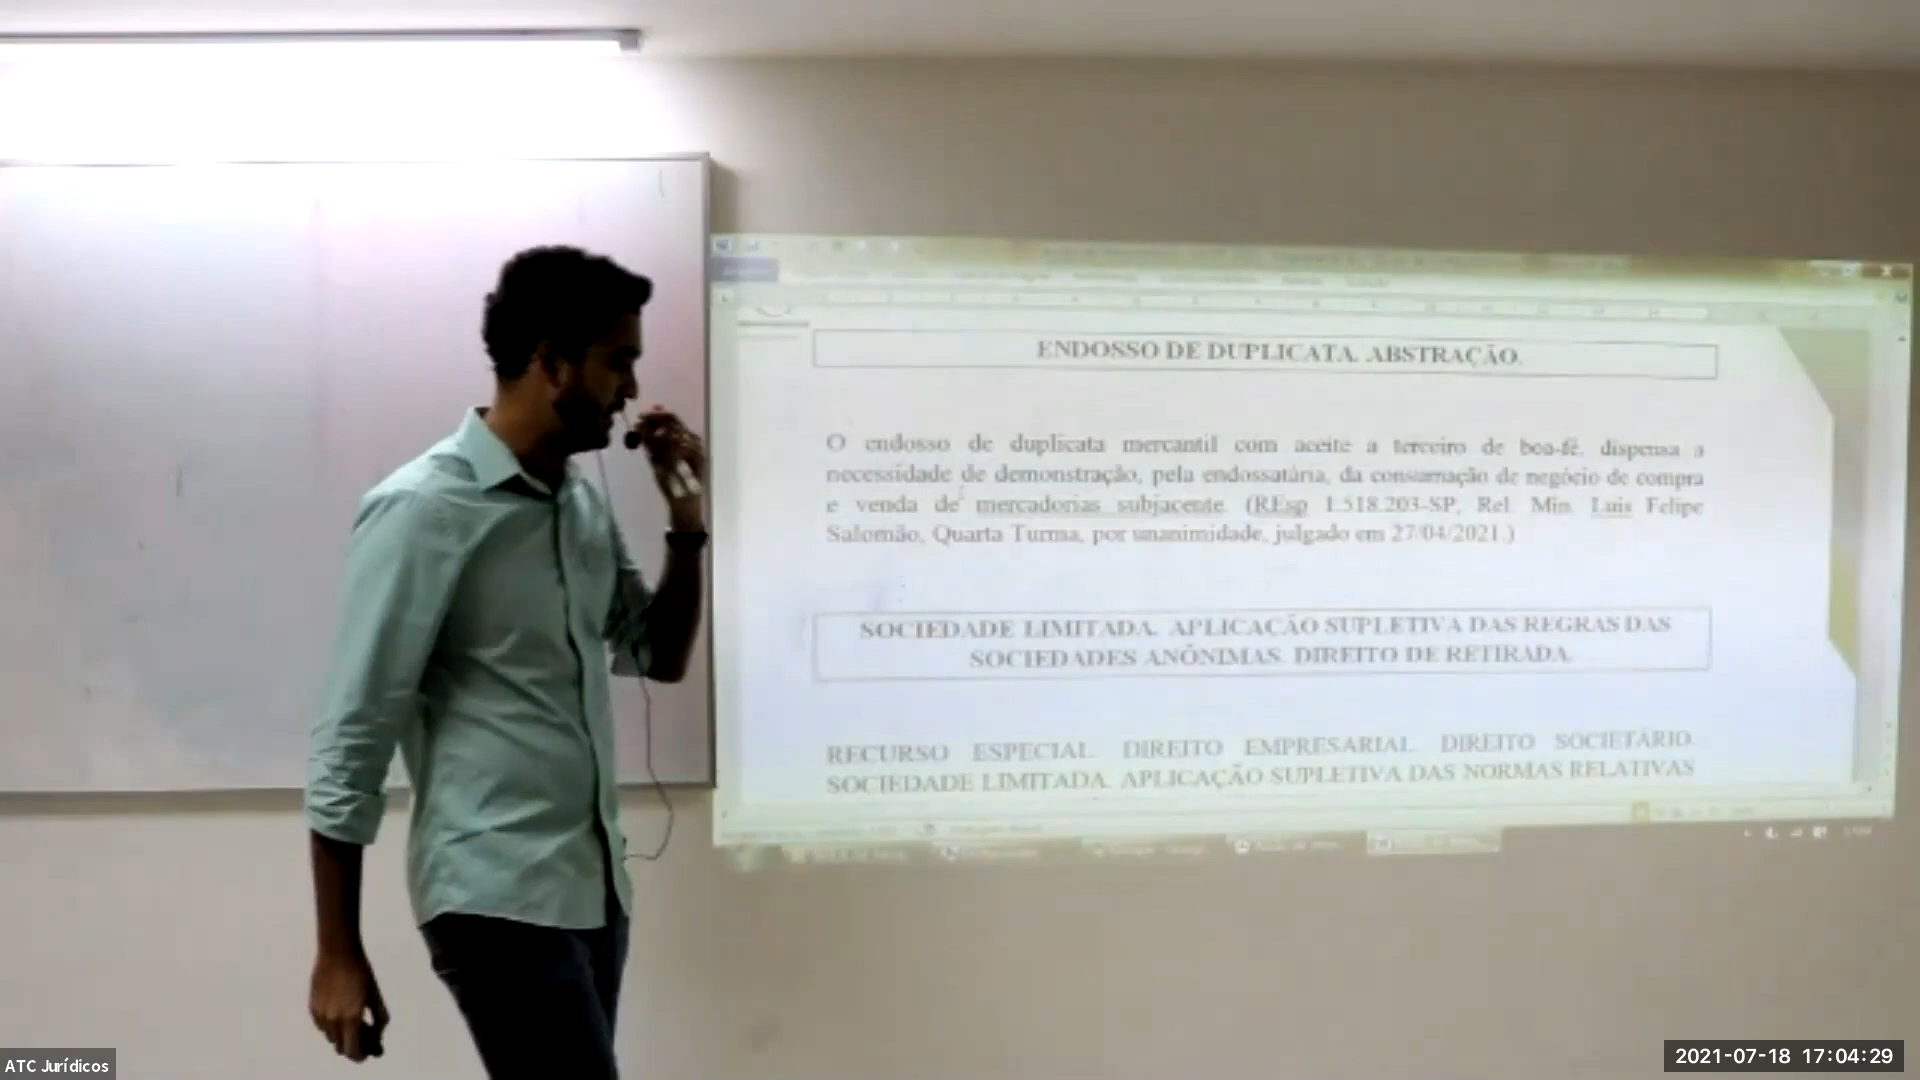 ENDOSSO DE DUPLICATA. ABSTRAÇÃO.
O endosso de duplicata mercantil com aceite a terceiro de boa-fé, dispensa a
necessidade de demonstração, pela endossatária, da consumação de negócio de compra
e venda de mercadorias subjacente. (REsp 1.518.203-SP, Rel. Min. Luis Felipe
Salomão, Quarta Turma, por unanimidade, julgado em 27/04/2021.)
SOCIEDADE LIMITADA. APLICAÇÃO SUPLETIVA DAS REGRAS DAS
SOCIEDADES ANÔNIMAS. DIREITO DE RETIRADA.
RECURSO ESPECIAL. DIREITO EMPRESARIAL. DIREITO SOCIETÁRIO.
SOCIEDADE LIMITADA. APLICAÇÃO SUPLETIVA DAS NORMAS RELATIVAS
ATC Jurídicos
2021-07-18 17:04:29